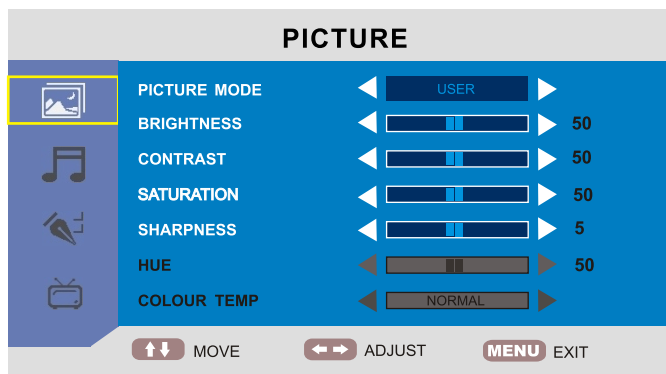 PICTURE
PICTURE MODE USER
BRIGHTNESS 50
CONTRAST 50
SATURATION 50
SHARPNESS 5
HUE 50
COLOUR TEMP NORMAL
MOVE ADJUST MENU EXIT